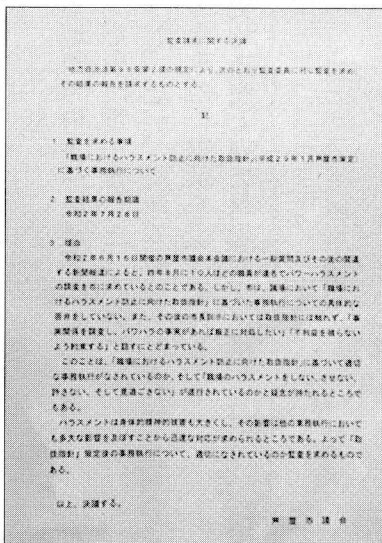 監査請求に関する決議
地方自治法第98条第2項の規定により、次のとおり監査委員に対し監査を求め、
その結果の報告を請求するものとする。
記
1 監査を求める事項
「職場におけるハラスメント防止に向けた取扱指針」(平成29年1月芦屋市策定)
に基づく事務執行について
2 監査結果の報告期限
令和2年7月28日
3 理由
令和2年6月16日開催の芦屋市議会本会議における一般質問及びその後の関連
する新聞報道によると、昨年8月に10人ほどの職員が連名でパワーハラスメント
の調査を市に求めているとのことである。しかし、市は、議場において「職場にお
けるハラスメント防止に向けた取扱指針」に基づいた事務執行についての具体的な
答弁をしていない。また、その後の市長訓示においては取扱指針には触れず、「事
実関係を調査し、パワハラの事実があれば厳正に対処したい」「不利益を被らない
よう約束する」と話すにとどまっている。
このことは、「職場におけるハラスメント防止に向けた取扱指針」に基づいて適切
な事務執行がなされているのか、そして「職場のハラスメントをしない、させない、
許さない、そして見過ごさない」が遂行されているのかと疑念が持たれるところで
もある。
ハラスメントは身体的精神的被害も大きくし、その影響は他の業務執行において
も多大な影響を及ぼすことから迅速な対応が求められるところである。よって「取
扱指針」策定後の事務執行について、適切になされているのか監査を求めるもので
ある。
以上、決議する。
芦屋市議会